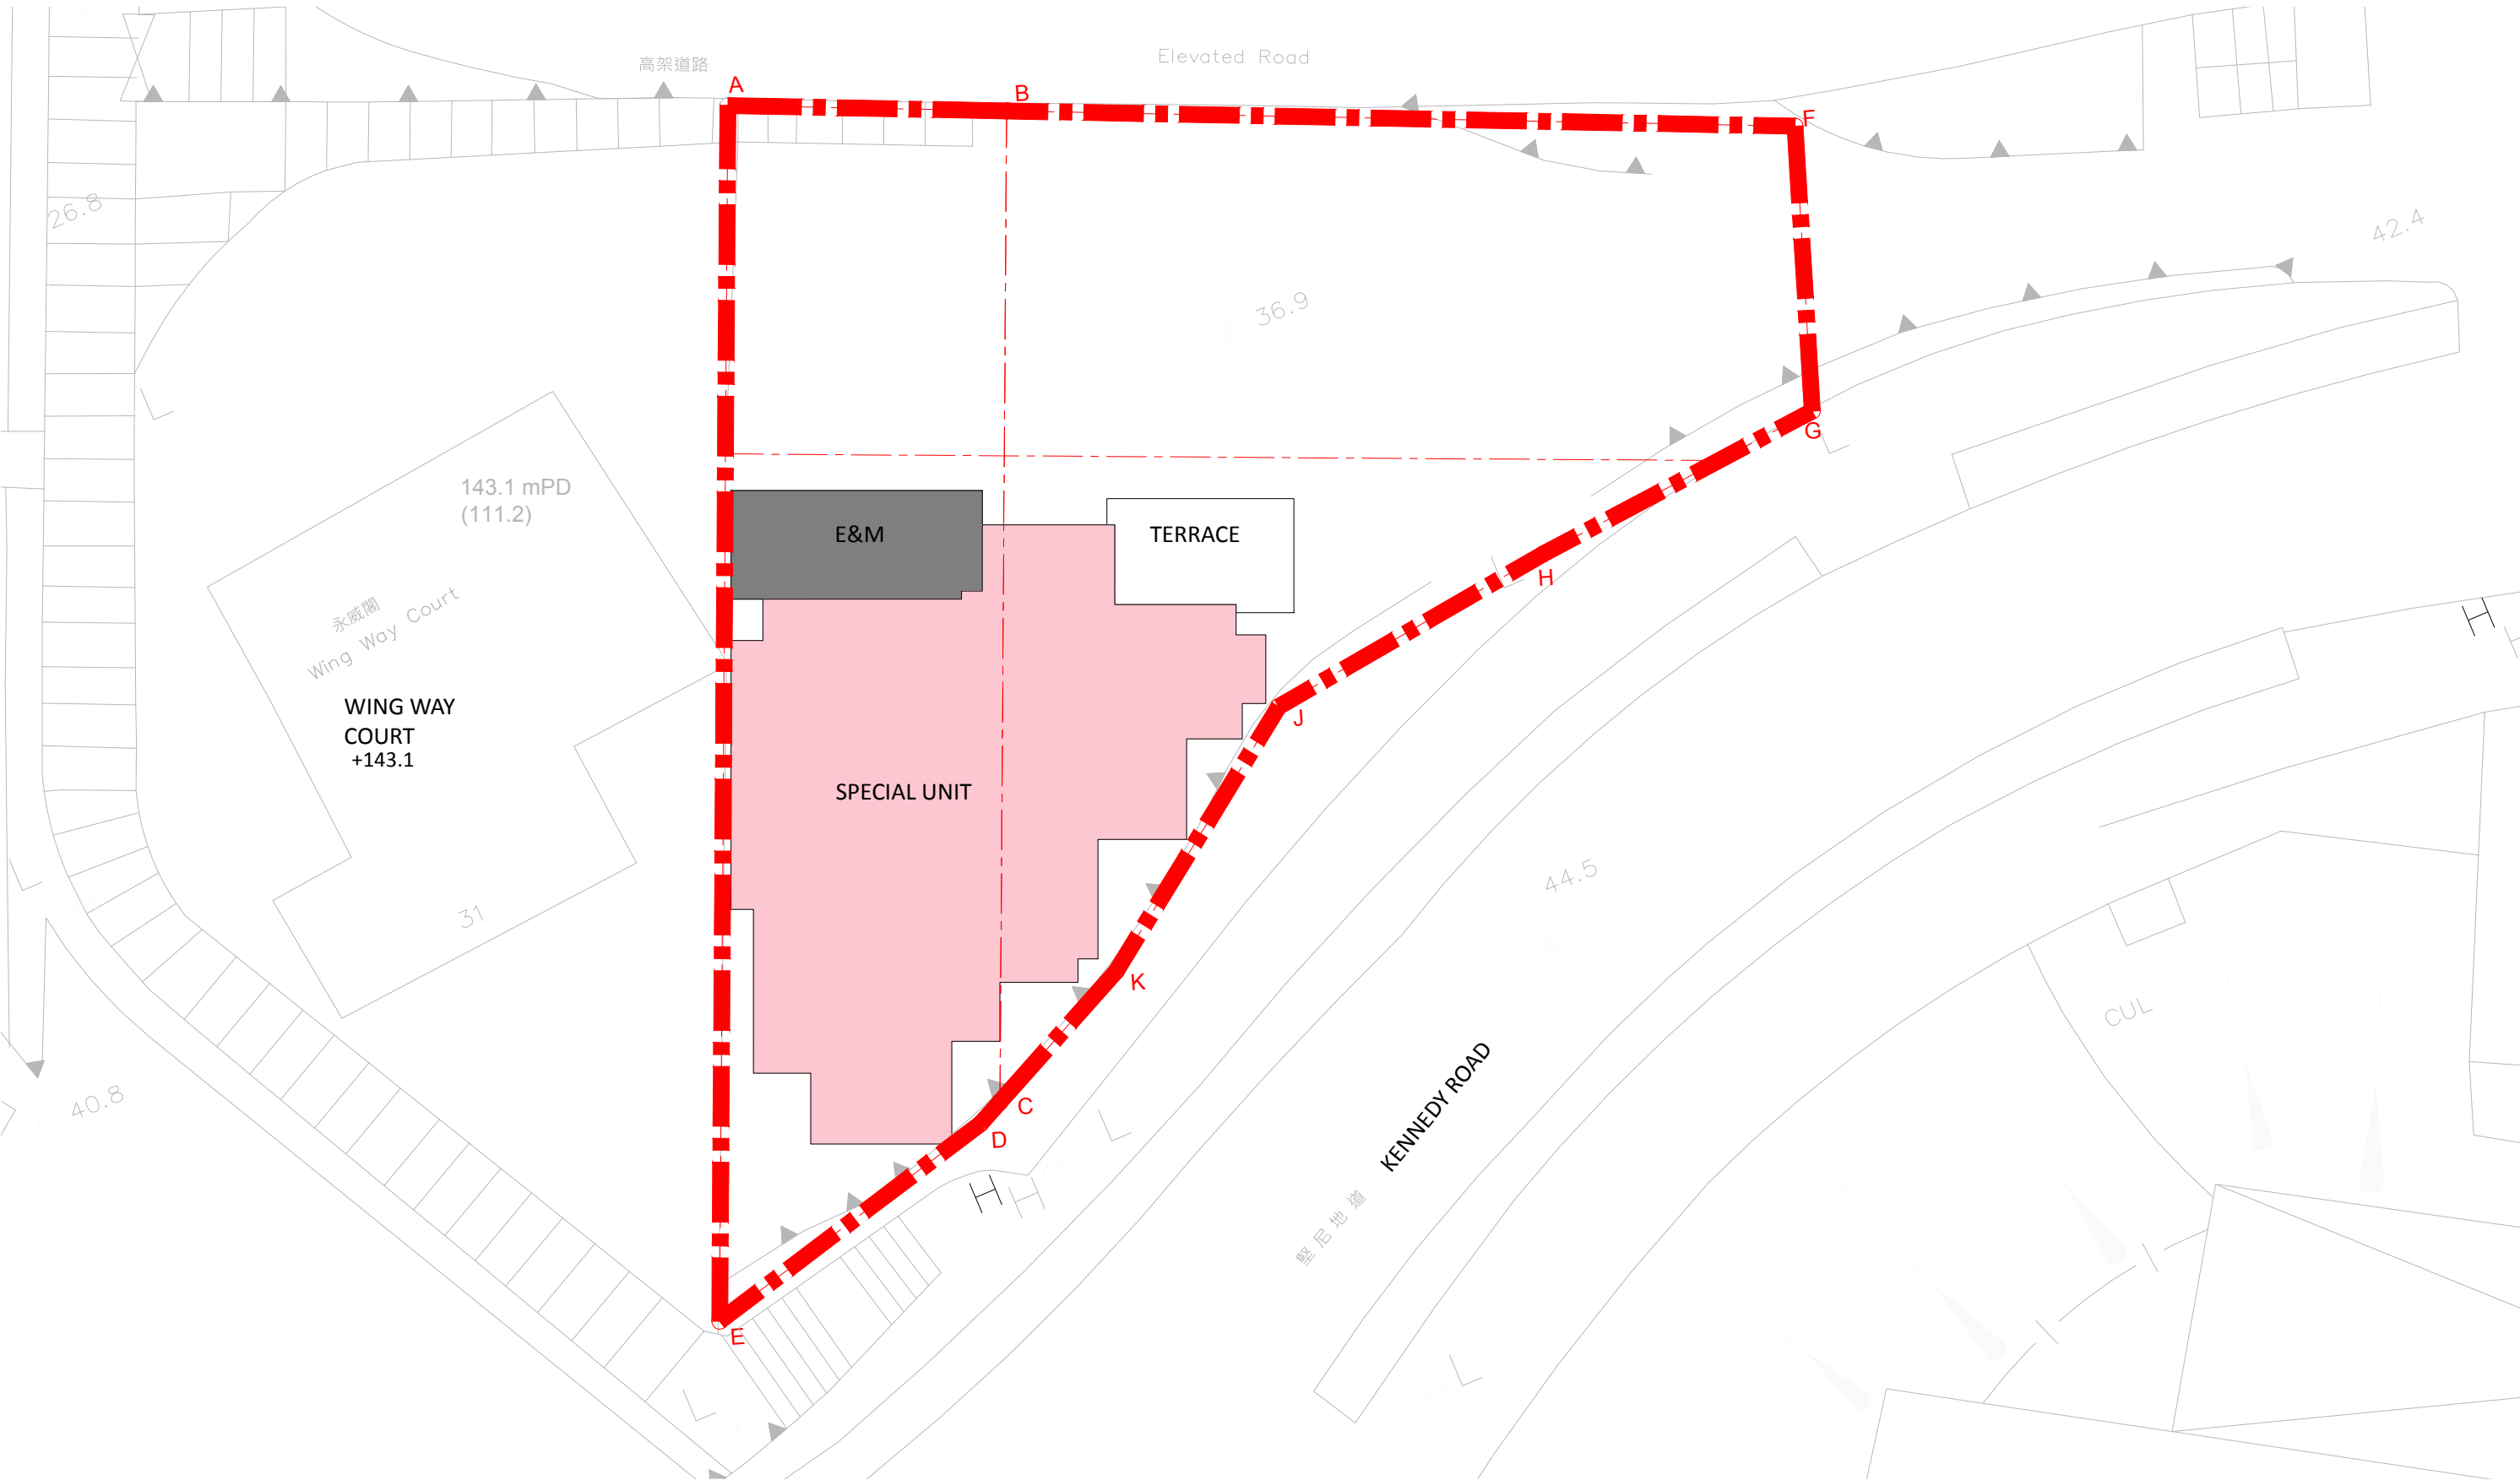 高架道路
Elevated Road
A
B
F
26.8
42.4
36.9
G
143.1 mPD
(111.2)
E&M
TERRACE
H
永威閣
Wing Way Court
WING WAY
COURT
+143.1
J
SPECIAL UNIT
44.5
31
K
CUL
40.8
C
D
KENNEDY ROAD
堅尼地道
E